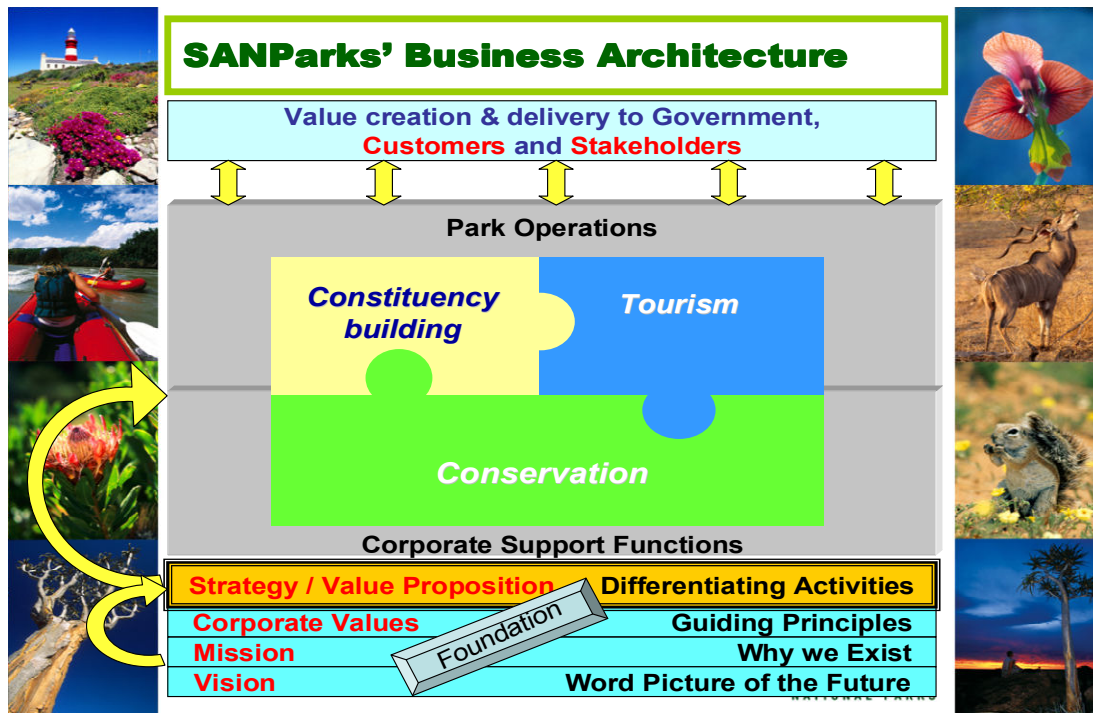 SANParks' Business Architecture
Value creation & delivery to Government,
Customers and Stakeholders
Park Operations
Constituency
building
Tourism
Conservation
Corporate Support Functions
Strategy / Value Proposition Differentiating Activities
Foundation
Corporate Values Guiding Principles
Mission Why we Exist
Vision Word Picture of the Future
NATIONAL PARKS